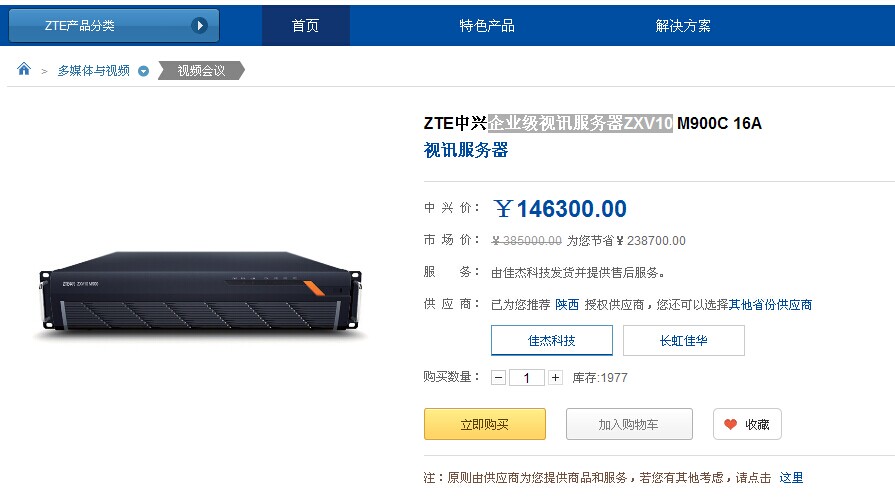 ZTE产品分类
首页
特色产品
解决方案
> 多媒体与视频 视频会议
ZTE中兴企业级视讯服务器ZXV10 M900C 16A
视讯服务器
中 兴 价： ￥146300.00
市 场 价： ￥385000.00 为您节省￥238700.00
服 务： 由佳杰科技发货并提供售后服务。
供 应 商： 已为您推荐 陕西 授权供应商，您还可以选择其他省份供应商
佳杰科技
长虹佳华
购买数量： － 1 + 库存:1977
立即购买
加入购物车
收藏
注：原则由供应商为您提供商品和服务，若您有其他考虑，请点击 这里
ZXV10 M900